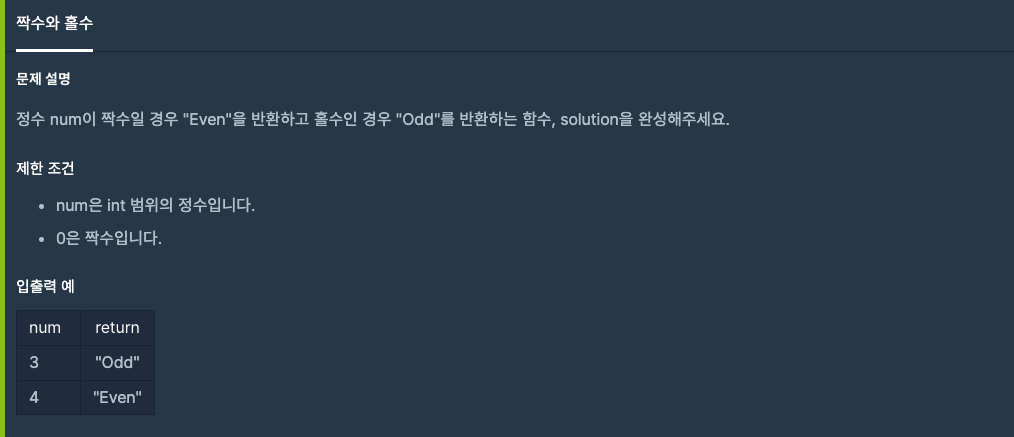 짝수와 홀수
문제 설명
정수 num이 짝수일 경우 "Even"을 반환하고 홀수인 경우 "Odd"를 반환하는 함수, solution을 완성해주세요.
제한 조건
• num은 int 범위의 정수입니다.
• 0은 짝수입니다.
입출력 예
num return
3 "Odd"
4 "Even"